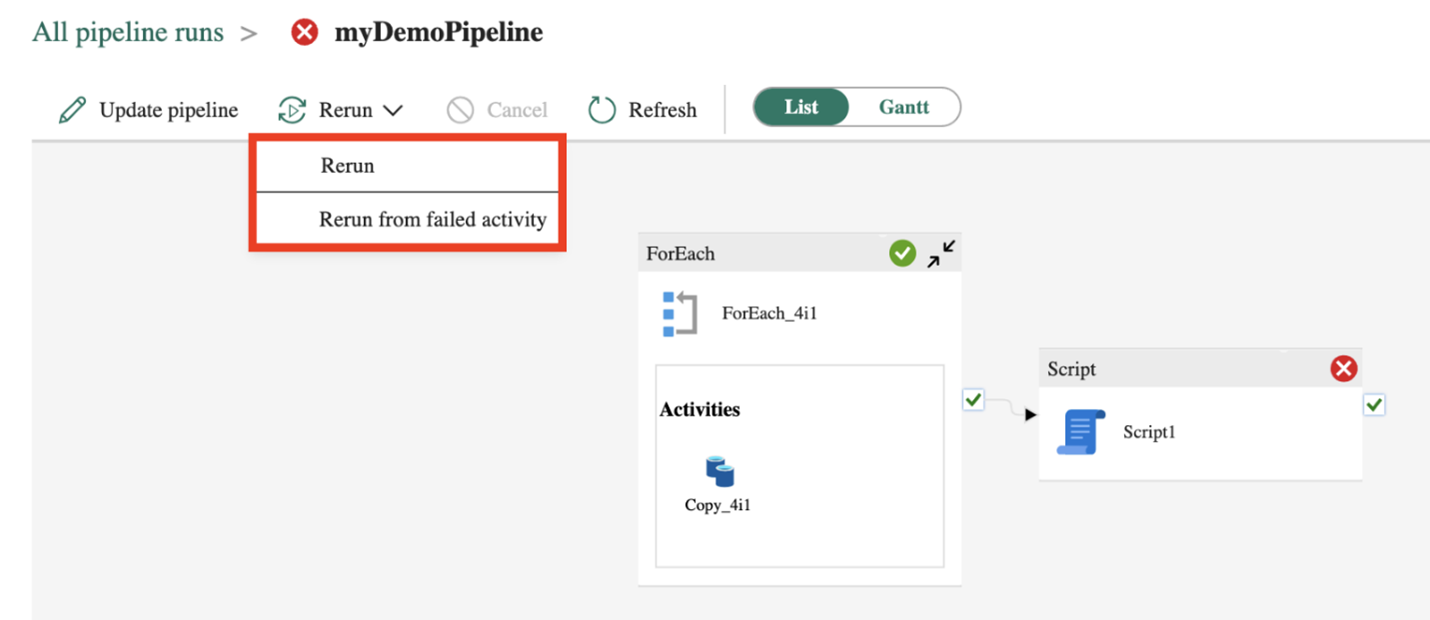 All pipeline runs > myDemoPipeline
Update pipeline Rerun Cancel Refresh List Gantt
Rerun
Rerun from failed activity
ForEach
ForEach_4i1
Activities
Copy_4i1
Script
Script1